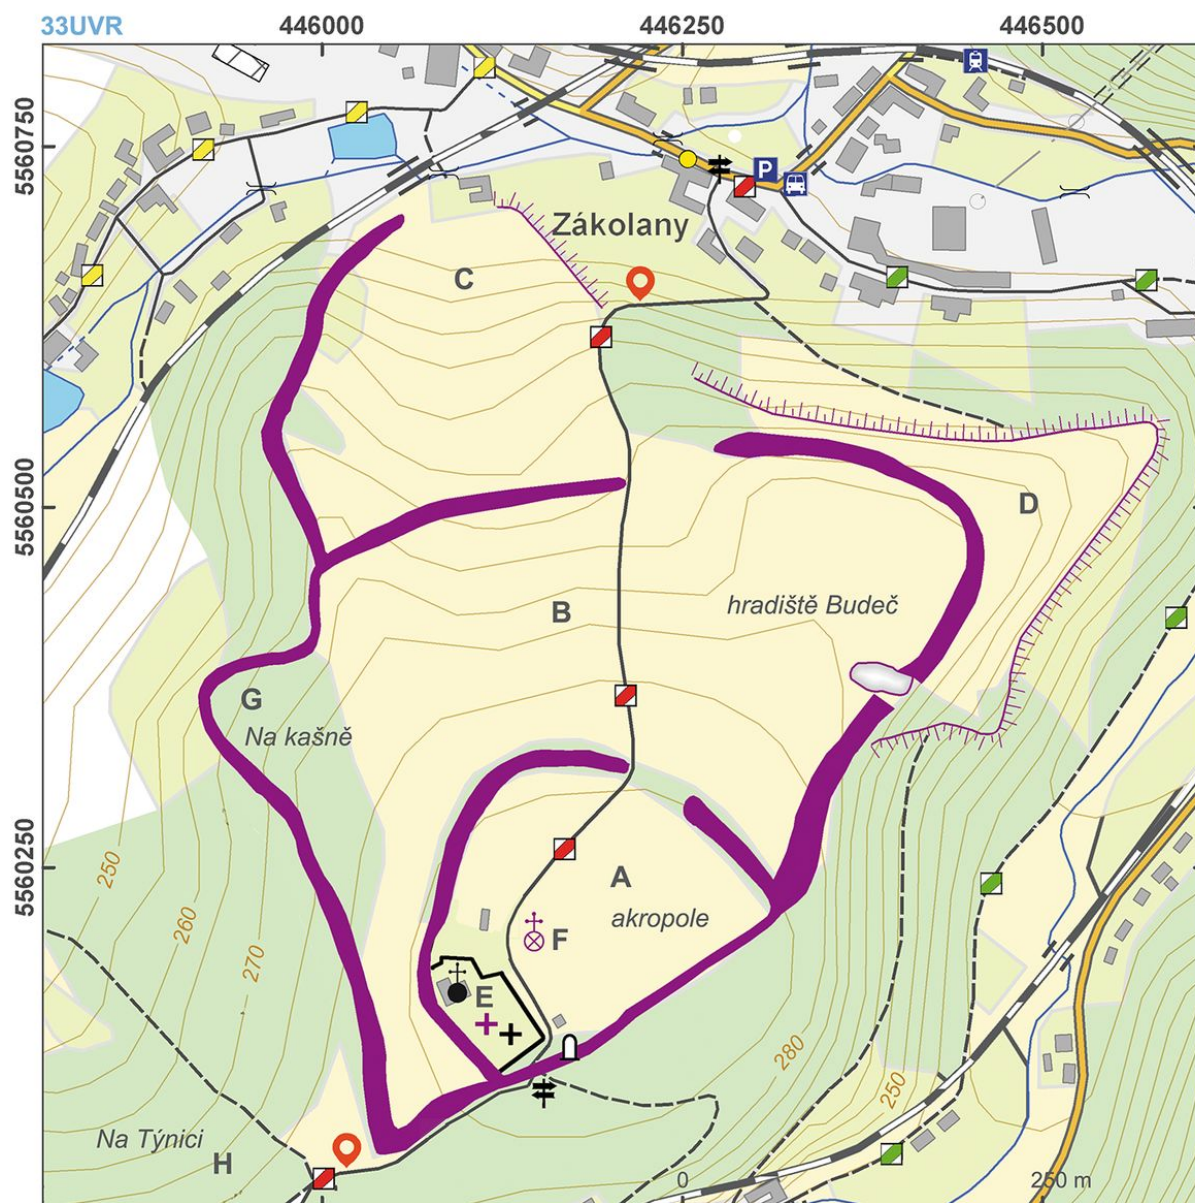 33UVR
446000
446250
446500
5560750
P
Zákolany
C
5560500
D
B
hradiště Budeč
G
Na kašně
5560250
250
A
akropole
260
F
270
E
280
250
Na Týnici
H
0
250 m